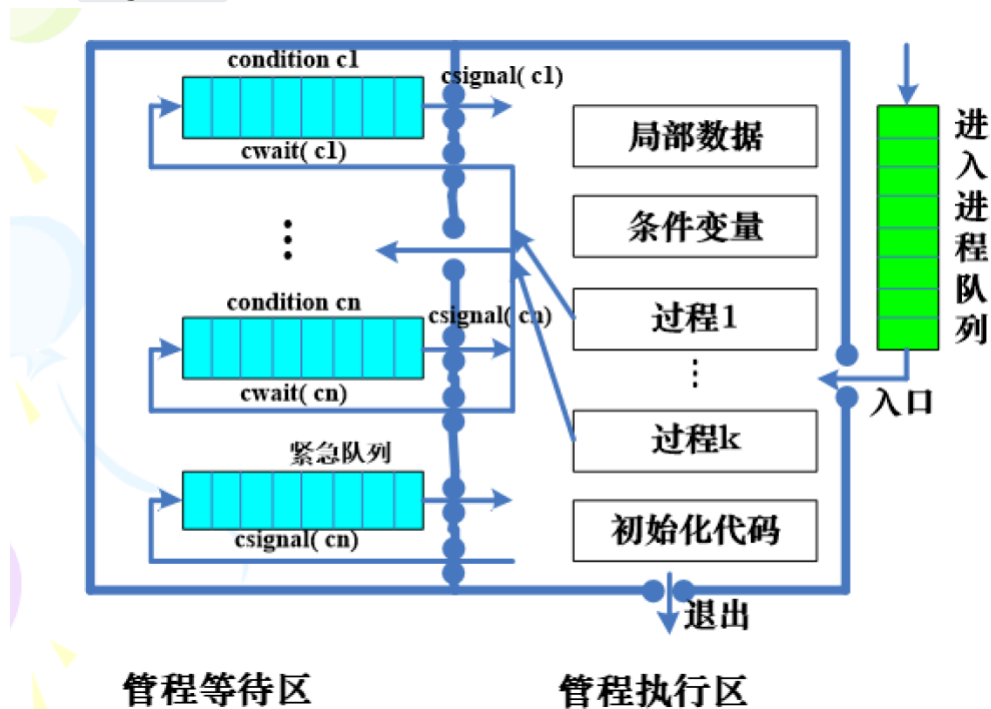 condition c1
csignal( c1)
cwait( c1)
⋮
condition cn
csignal( cn)
cwait( cn)
紧急队列
csignal( cn)
局部数据
条件变量
过程1
⋮
过程k
初始化代码
进入进程队列
入口
退出
管程等待区
管程执行区